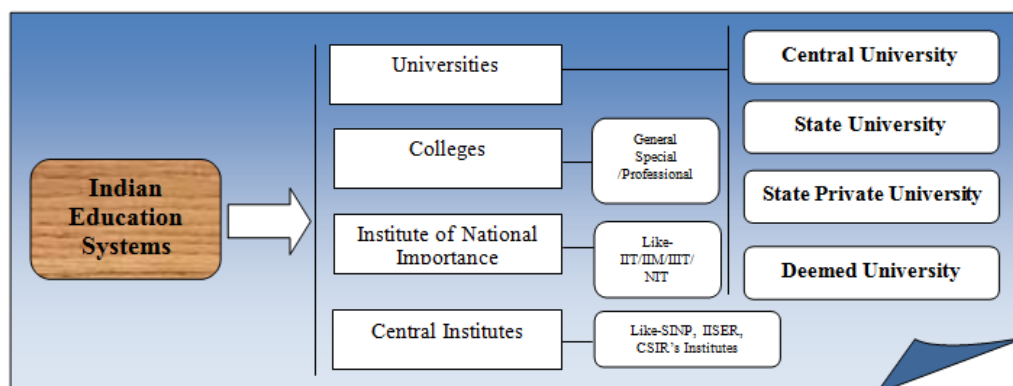 Indian
Education
Systems
Universities
Colleges
General
Special
/Professional
Institute of National
Importance
Like-
IIT/IIM/IIIT/
NIT
Central Institutes
Like-SINP, IISER,
CSIR's Institutes
Central University
State University
State Private University
Deemed University